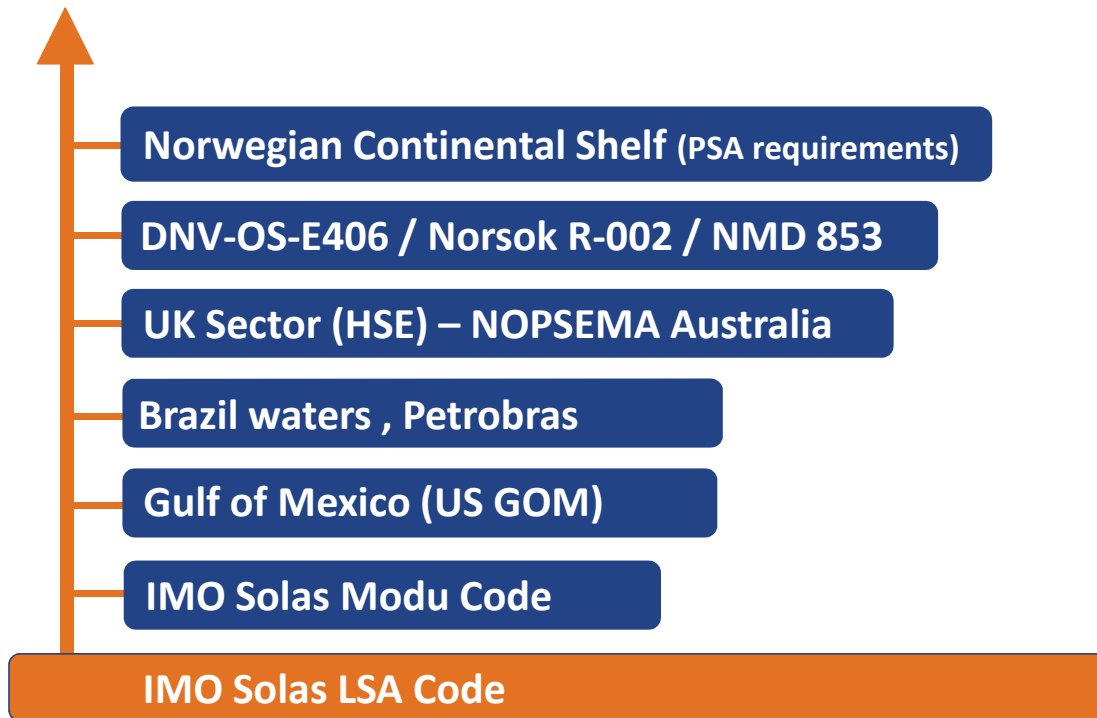 Norwegian Continental Shelf (PSA requirements)
DNV-OS-E406 / Norsok R-002 / NMD 853
UK Sector (HSE) – NOPSEMA Australia
Brazil waters , Petrobras
Gulf of Mexico (US GOM)
IMO Solas Modu Code
IMO Solas LSA Code